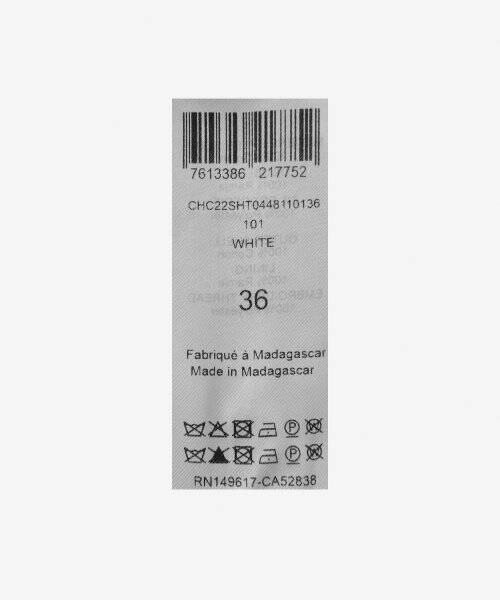 7613386 217752
CHC22SHT0448110136
101
WHITE
36
Fabriqué à Madagascar
Made in Madagascar
RN149617-CA52838